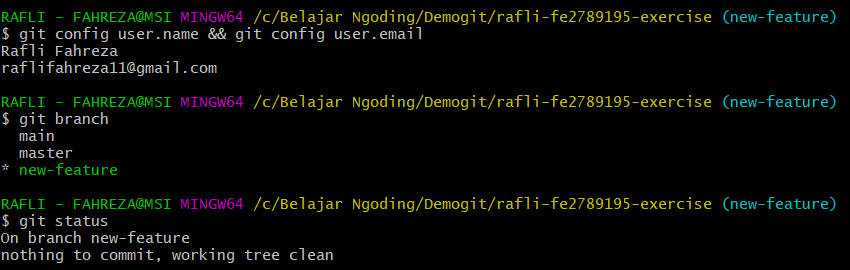 RAFLI - FAHREZA@MSI MINGW64 /c/Belajar Ngoding/Demogit/rafli-fe2789195-exercise (new-feature)
$ git config user.name && git config user.email
Rafli Fahreza
raflifahreza11@gmail.com
RAFLI - FAHREZA@MSI MINGW64 /c/Belajar Ngoding/Demogit/rafli-fe2789195-exercise (new-feature)
$ git branch
  main
  master
* new-feature
RAFLI - FAHREZA@MSI MINGW64 /c/Belajar Ngoding/Demogit/rafli-fe2789195-exercise (new-feature)
$ git status
On branch new-feature
nothing to commit, working tree clean